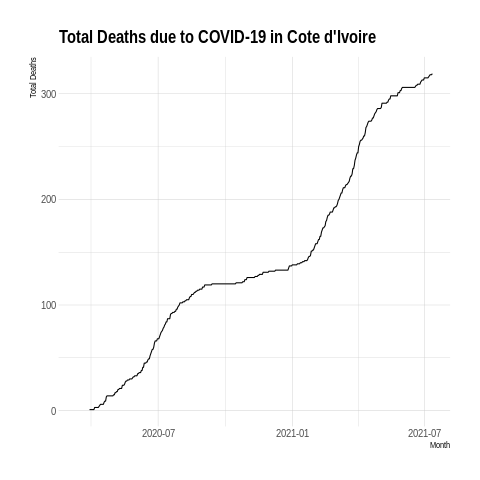 Total Deaths due to COVID-19 in Cote d'Ivoire
Total Deaths
300
200
100
0
2020-07
2021-01
2021-07
Month